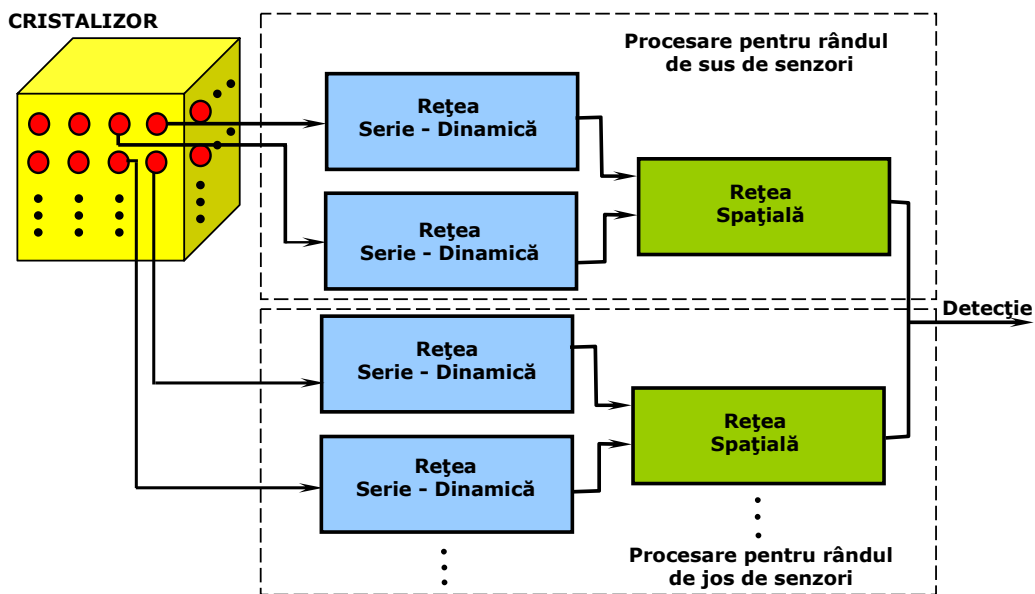 CRISTALIZOR
Procesare pentru rândul
de sus de senzori
Reţea
Serie - Dinamică
Reţea
Serie - Dinamică
Reţea
Spaţială
Detecţie
Reţea
Serie - Dinamică
Reţea
Serie - Dinamică
Reţea
Spaţială
Procesare pentru rândul
de jos de senzori